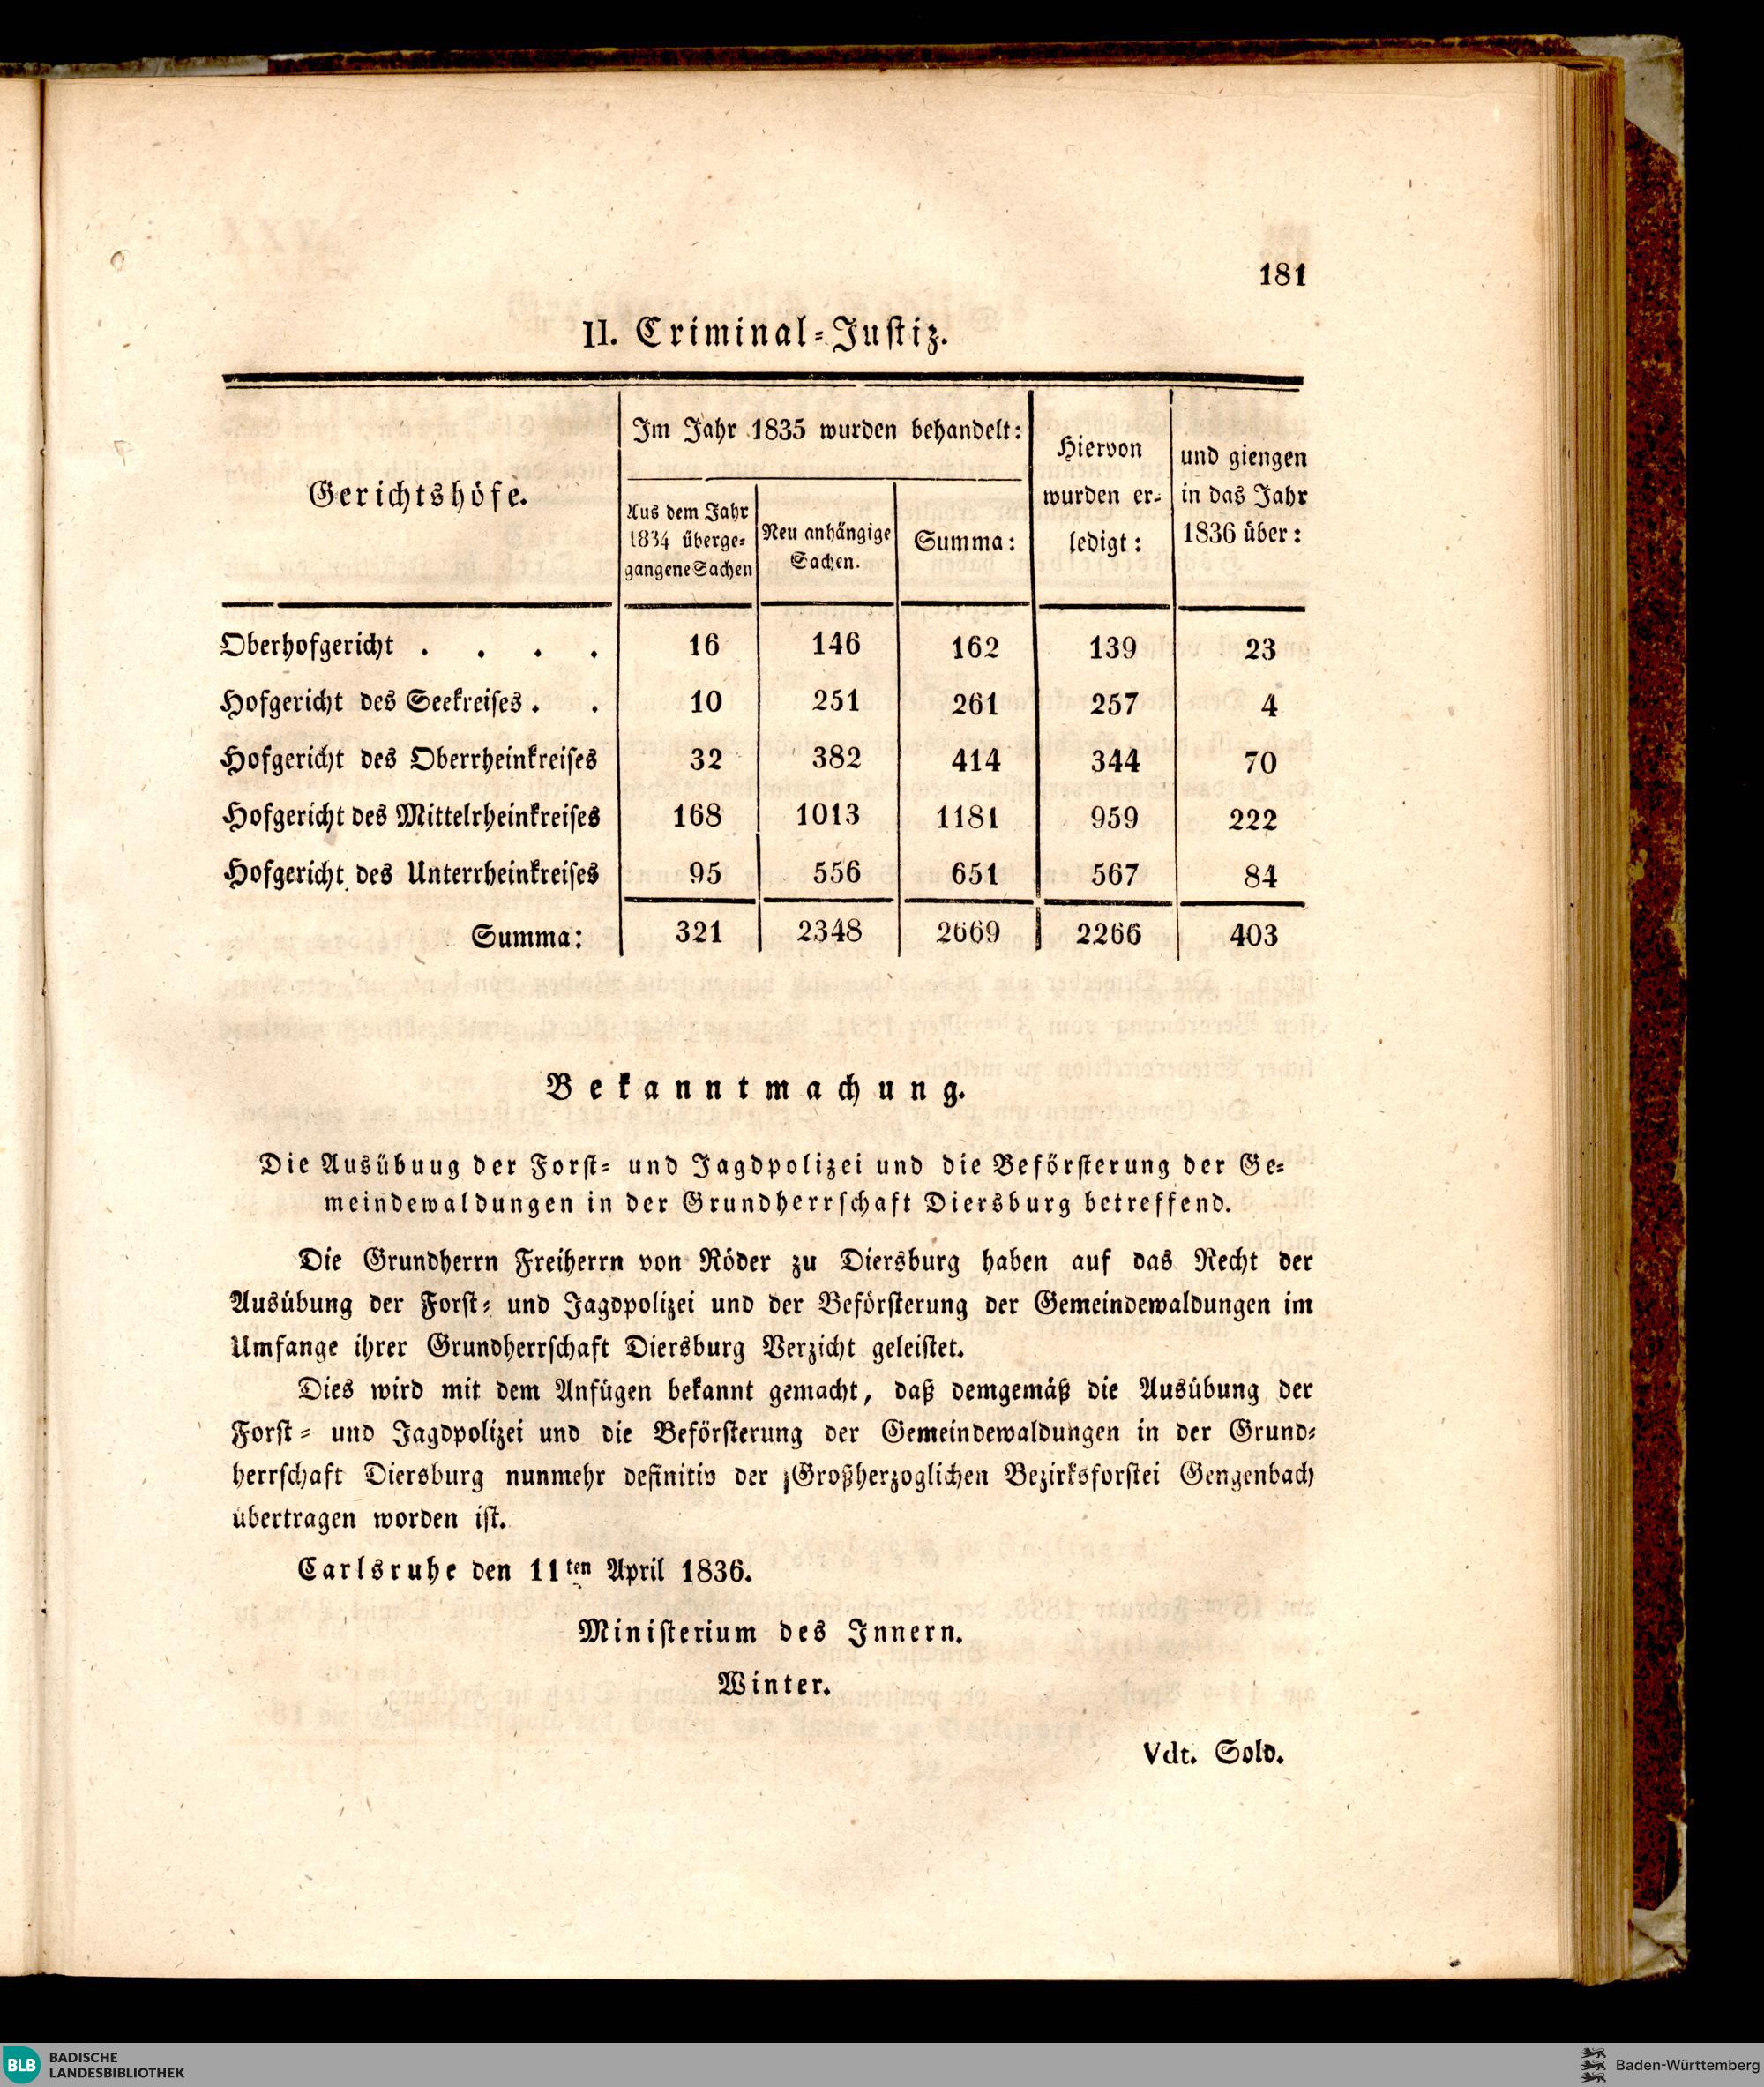 181
II. Criminal-Justiz.
Gerichtshöfe.
Im Jahr 1835 wurden behandelt:
Aus dem Jahr
1834 überge-
gangene Sachen
Neu anhängige
Sachen.
Summa:
Hiervon
wurden er-
ledigt:
und giengen
in das Jahr
1836 über:
Oberhofgericht . . . . 16 146 162 139 23
Hofgericht des Seekreises . . 10 251 261 257 4
Hofgericht des Oberrheinkreises 32 382 414 344 70
Hofgericht des Mittelrheinkreises 168 1013 1181 959 222
Hofgericht des Unterrheinkreises 95 556 651 567 84
Summa: 321 2348 2669 2266 403
Bekanntmachung.
Die Ausübuug der Forst- und Jagdpolizei und die Beförsterung der Ge-
meindewaldungen in der Grundherrschaft Diersburg betreffend.
Die Grundherrn Freiherrn von Röder zu Diersburg haben auf das Recht der
Ausübung der Forst- und Jagdpolizei und der Beförsterung der Gemeindewaldungen im
Umfange ihrer Grundherrschaft Diersburg Verzicht geleistet.
Dies wird mit dem Anfügen bekannt gemacht, daß demgemäß die Ausübung der
Forst- und Jagdpolizei und die Beförsterung der Gemeindewaldungen in der Grund-
herrschaft Diersburg nunmehr definitiv der Großherzoglichen Bezirksforstei Gengenbach
übertragen worden ist.
Carlsruhe den 11ten April 1836.
Ministerium des Innern.
Winter.
Vdt. Sold.
BLB BADISCHE
LANDESBIBLIOTHEK
Baden-Württemberg